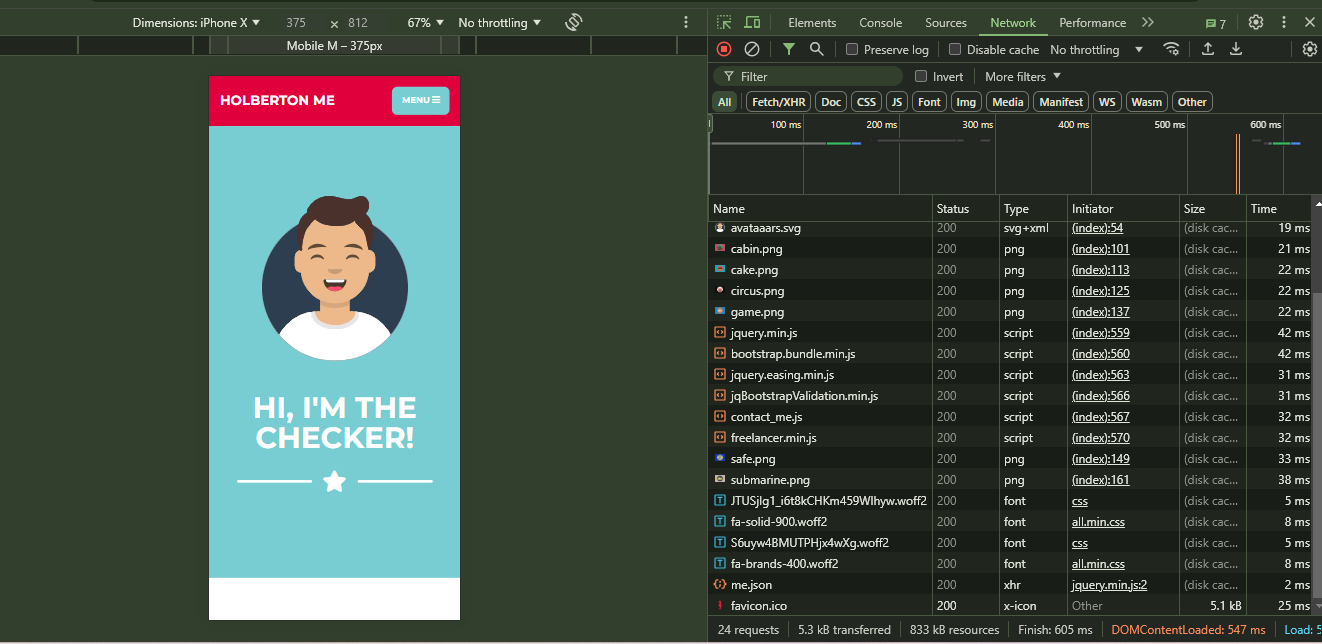 Dimensions: iPhone X ▼ 375 × 812 67% ▼ No throttling ▼
Mobile M – 375px
HOLBERTON ME
MENU
HI, I'M THE
CHECKER!
Elements Console Sources Network Performance 7
Preserve log Disable cache No throttling ▼
Filter Invert More filters ▼
All Fetch/XHR Doc CSS JS Font Img Media Manifest WS Wasm Other
100 ms 200 ms 300 ms 400 ms 500 ms 600 ms
Name Status Type Initiator Size Time
avataaars.svg 200 svg+xml (index):54 (disk cac... 19 ms
cabin.png 200 png (index):101 (disk cac... 21 ms
cake.png 200 png (index):113 (disk cac... 22 ms
circus.png 200 png (index):125 (disk cac... 22 ms
game.png 200 png (index):137 (disk cac... 22 ms
jquery.min.js 200 script (index):559 (disk cac... 42 ms
bootstrap.bundle.min.js 200 script (index):560 (disk cac... 42 ms
jquery.easing.min.js 200 script (index):563 (disk cac... 31 ms
jqBootstrapValidation.min.js 200 script (index):566 (disk cac... 31 ms
contact_me.js 200 script (index):567 (disk cac... 32 ms
freelancer.min.js 200 script (index):570 (disk cac... 32 ms
safe.png 200 png (index):149 (disk cac... 33 ms
submarine.png 200 png (index):161 (disk cac... 38 ms
JTUSjIg1_i6t8kCHKm459Wlhyw.woff2 200 font css (disk cac... 5 ms
fa-solid-900.woff2 200 font all.min.css (disk cac... 8 ms
S6uyw4BMUTPHjx4wXg.woff2 200 font css (disk cac... 5 ms
fa-brands-400.woff2 200 font all.min.css (disk cac... 8 ms
me.json 200 xhr jquery.min.js:2 (disk cac... 2 ms
favicon.ico 200 x-icon Other 5.1 kB 25 ms
24 requests 5.3 kB transferred 833 kB resources Finish: 605 ms DOMContentLoaded: 547 ms Load: 5